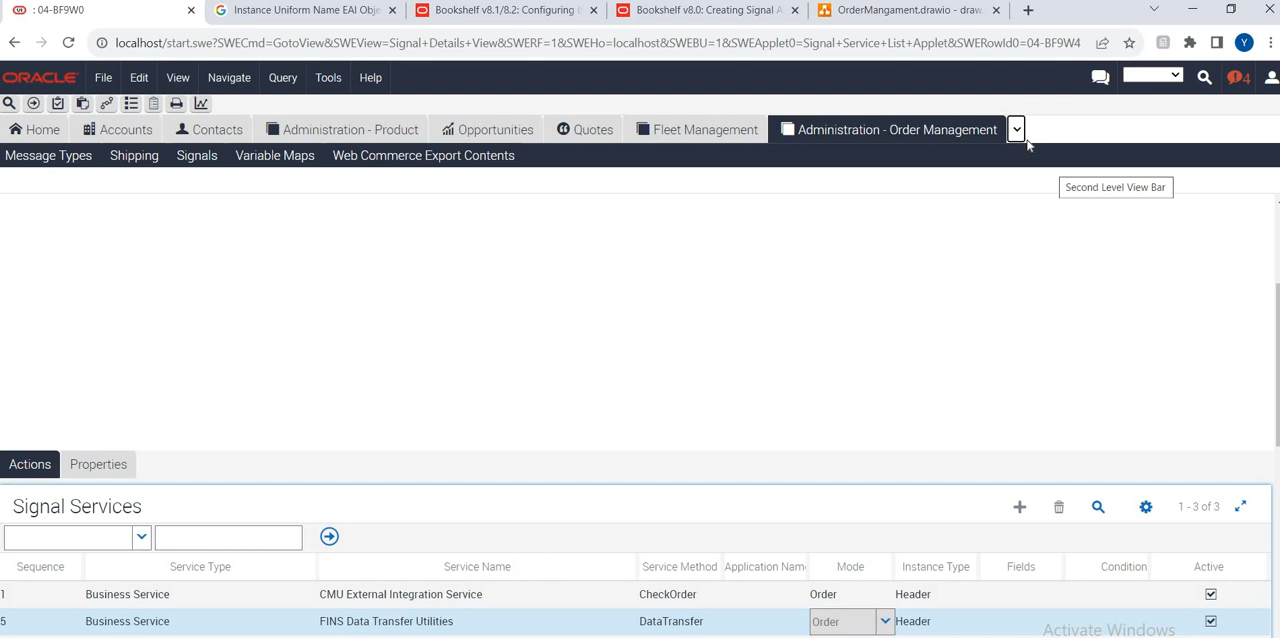 : 04-BF9W0
Instance Uniform Name EAI Obje
Bookshelf v8.1/8.2: Configuring
Bookshelf v8.0: Creating Signal A
OrderMangament.drawio - draw.
localhost/start.swe?SWECmd=GotoView&SWEView=Signal+Details+View&SWERF=1&SWEHo=localhost&SWEBU=1&SWEApplet0=Signal+Service+List+Applet&SWERowId0=04-BF9W4
Y
ORACLE File Edit View Navigate Query Tools Help
4
Home Accounts Contacts Administration - Product Opportunities Quotes Fleet Management Administration - Order Management
Message Types Shipping Signals Variable Maps Web Commerce Export Contents
Second Level View Bar
Actions Properties
Signal Services
1 - 3 of 3
Sequence Service Type Service Name Service Method Application Nam Mode Instance Type Fields Condition Active
1 Business Service CMU External Integration Service CheckOrder Order Header
5 Business Service FINS Data Transfer Utilities DataTransfer Order Header
Activate Windows